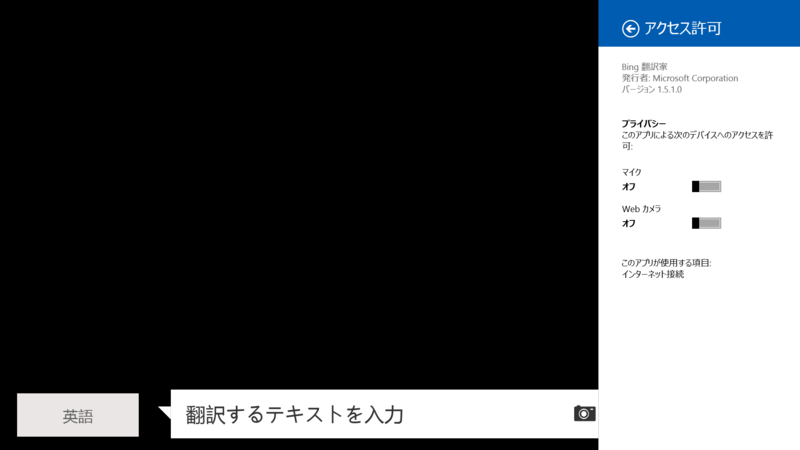 アクセス許可
Bing 翻訳家
発行者: Microsoft Corporation
バージョン 1.5.1.0
プライバシー
このアプリによる次のデバイスへのアクセスを許
可:
マイク
オフ
Web カメラ
オフ
このアプリが使用する項目:
インターネット接続
英語
翻訳するテキストを入力